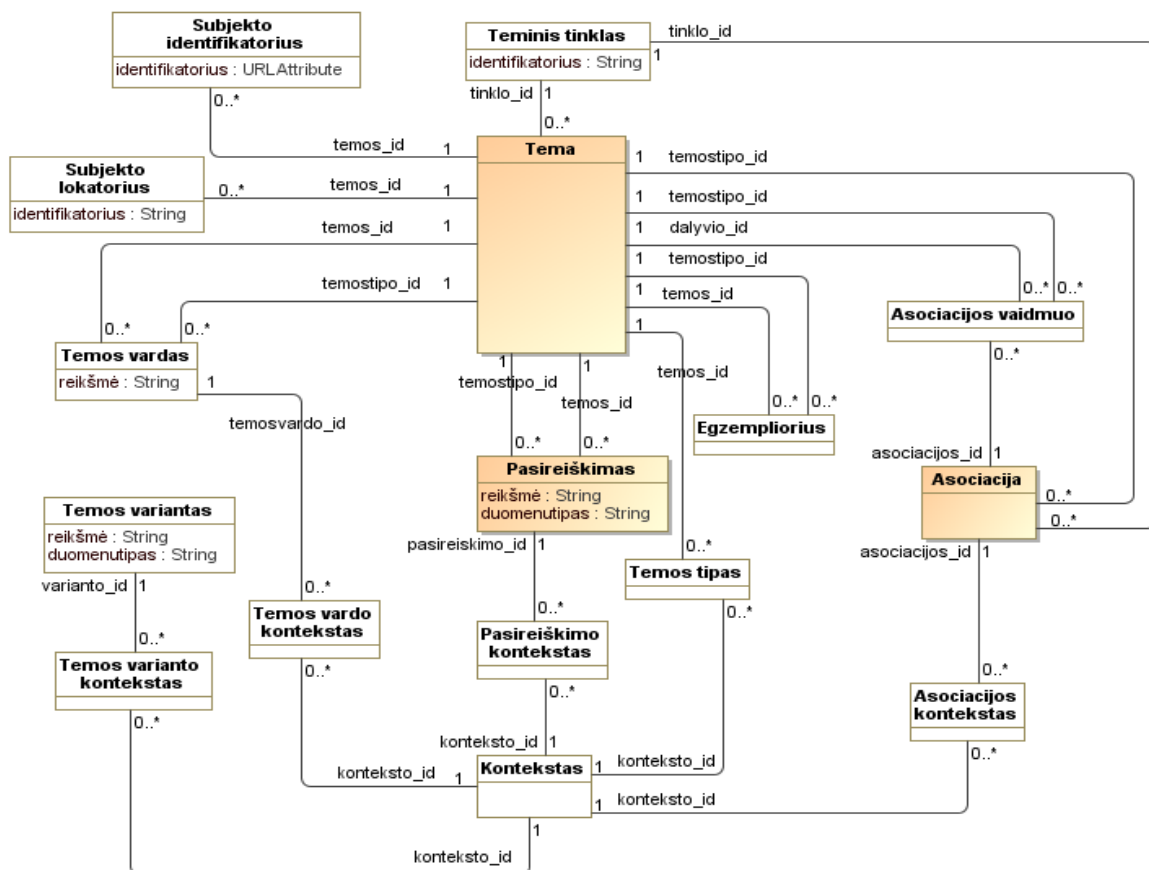 Subjekto
identifikatorius
identifikatorius : URLAttribute
0..*
Teminis tinklas
identifikatorius : String
tinklo_id
1
tinklo_id 1
0..*
Subjekto
lokatorius
identifikatorius : String
0..*
temos_id 1
temos_id 1
temos_id 1
temostipo_id 1
Tema
1 temostipo_id
1 temostipo_id
1 dalyvio_id
1 temostipo_id
1 temos_id
1
temos_id
0..* 0..*
Asociacijos vaidmuo
0..*
0..* 0..*
Temos vardas
reikšmė : String
1
temosvardo_id
1
temostipo_id
1
temos_id
0..* 0..*
0..* 0..*
Egzempliorius
asociacijos_id 1
Pasireiškimas
reikšmė : String
duomenutipas : String
Asociacija
0..*
0..*
Temos variantas
reikšmė : String
duomenutipas : String
pasireiskimo_id 1
0..*
asociacijos_id 1
varianto_id 1
Temos tipas
0..*
0..*
Temos vardo
kontekstas
0..*
0..*
Pasireiškimo
kontekstas
0..*
0..*
Temos varianto
kontekstas
0..*
0..*
Asociacijos
kontekstas
0..*
konteksto_id 1
Kontekstas
konteksto_id 1
1 konteksto_id
1 konteksto_id
1
konteksto_id